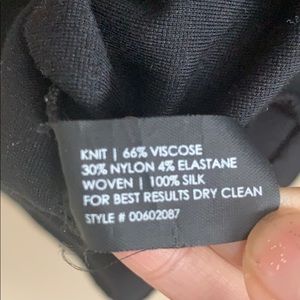 KNIT | 66% VISCOSE
30% NYLON 4% ELASTANE
WOVEN | 100% SILK
FOR BEST RESULTS DRY CLEAN
STYLE # 00602087